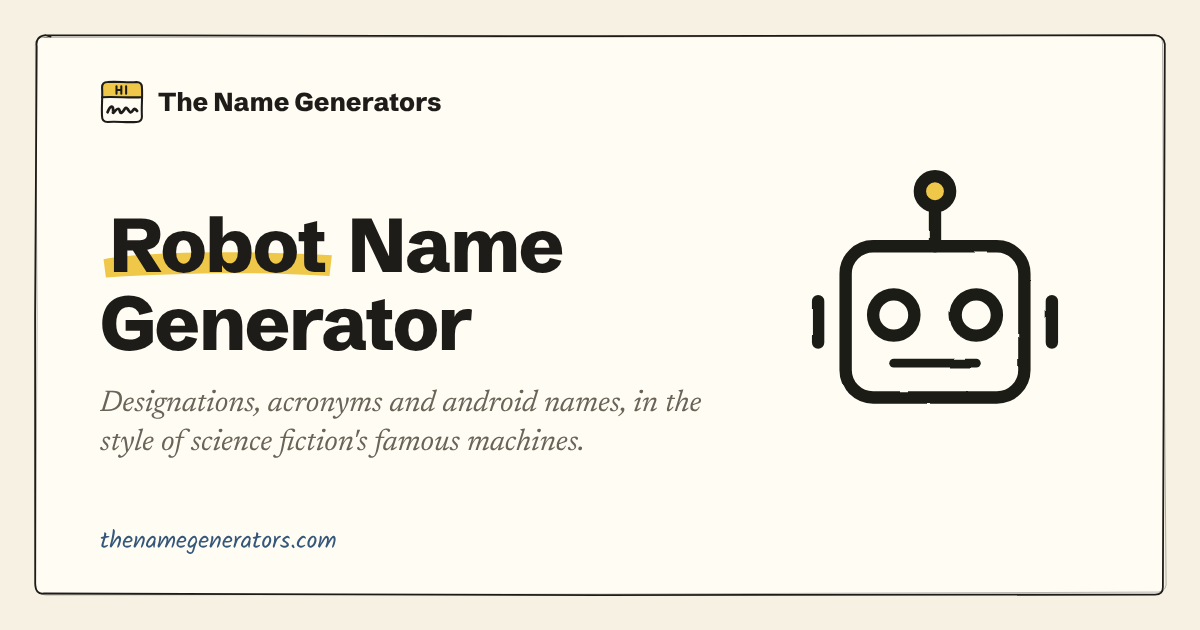 HI
The Name Generators
Robot Name
Generator
Designations, acronyms and android names, in the
style of science fiction's famous machines.
thenamegenerators.com